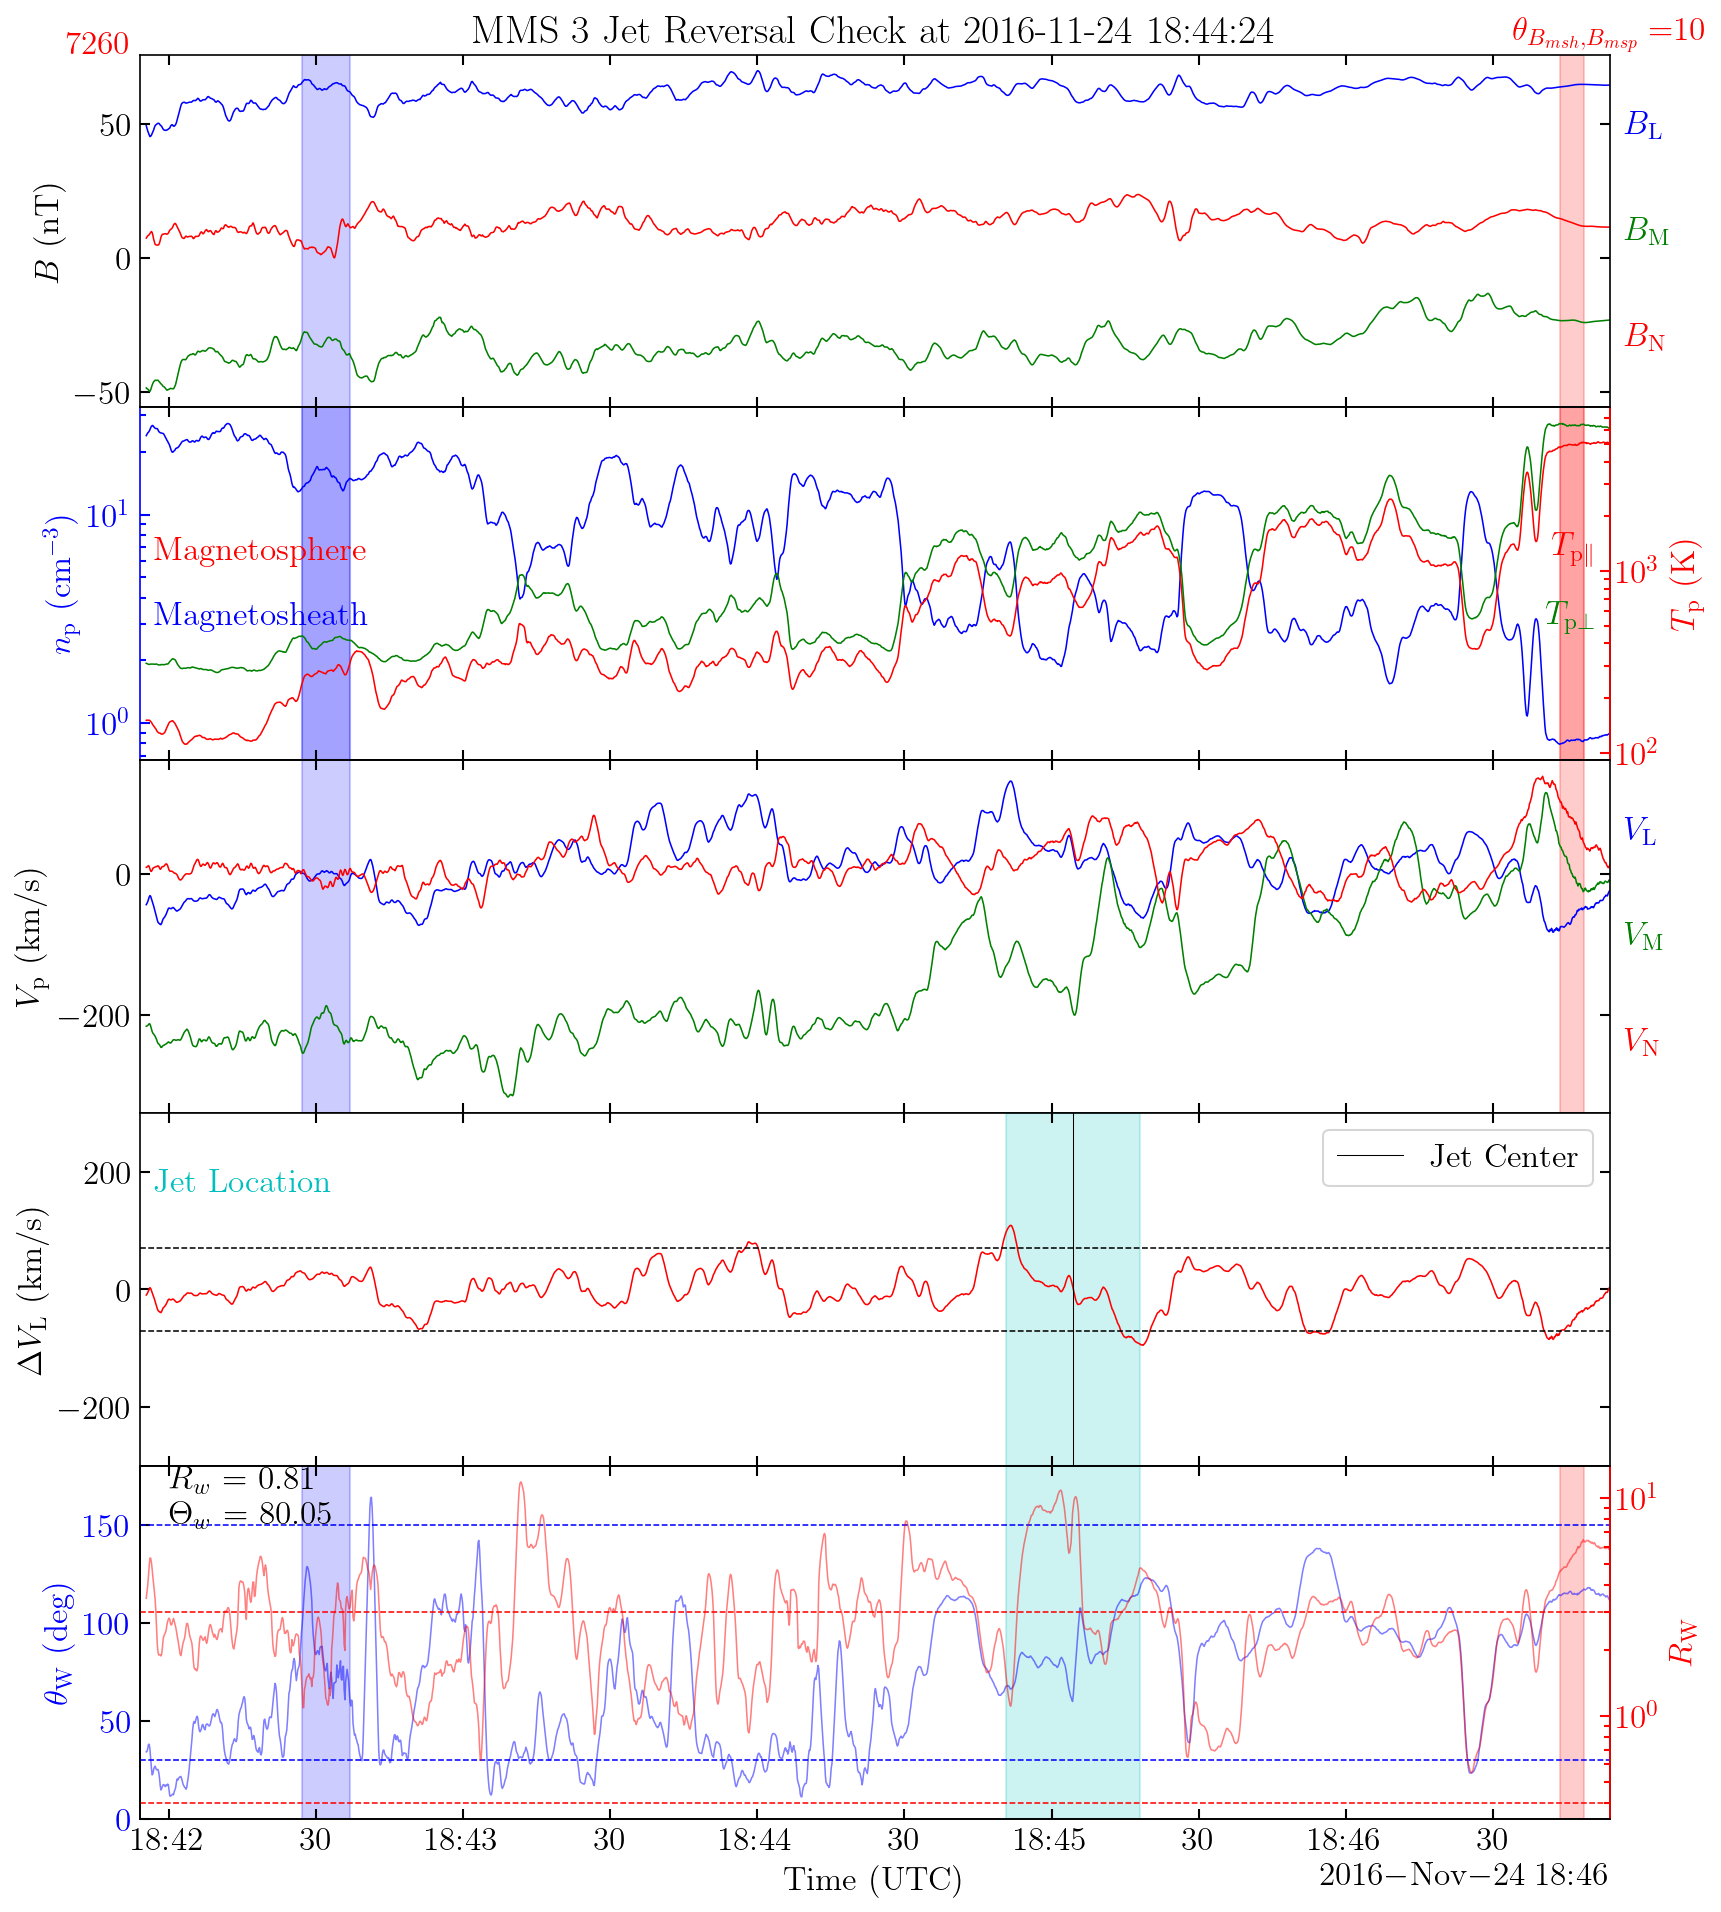 MMS 3 Jet Reversal Check at 2016-11-24 18:44:24
7260
θ_{B_{msh},B_{msp}} =10
50
0
−50
B (nT)
B_L
B_M
B_N
10^1
10^0
n_p (cm^{−3})
Magnetosphere
Magnetosheath
T_{p∥}
T_{p⊥}
10^3
10^2
T_p (K)
0
−200
V_p (km/s)
V_L
V_M
V_N
200
0
−200
ΔV_L (km/s)
Jet Location
Jet Center
R_w = 0.81
Θ_w = 80.05
150
100
50
0
θ_W (deg)
10^1
10^0
R_W
18:42 30 18:43 30 18:44 30 18:45 30 18:46 30
Time (UTC)
2016−Nov−24 18:46